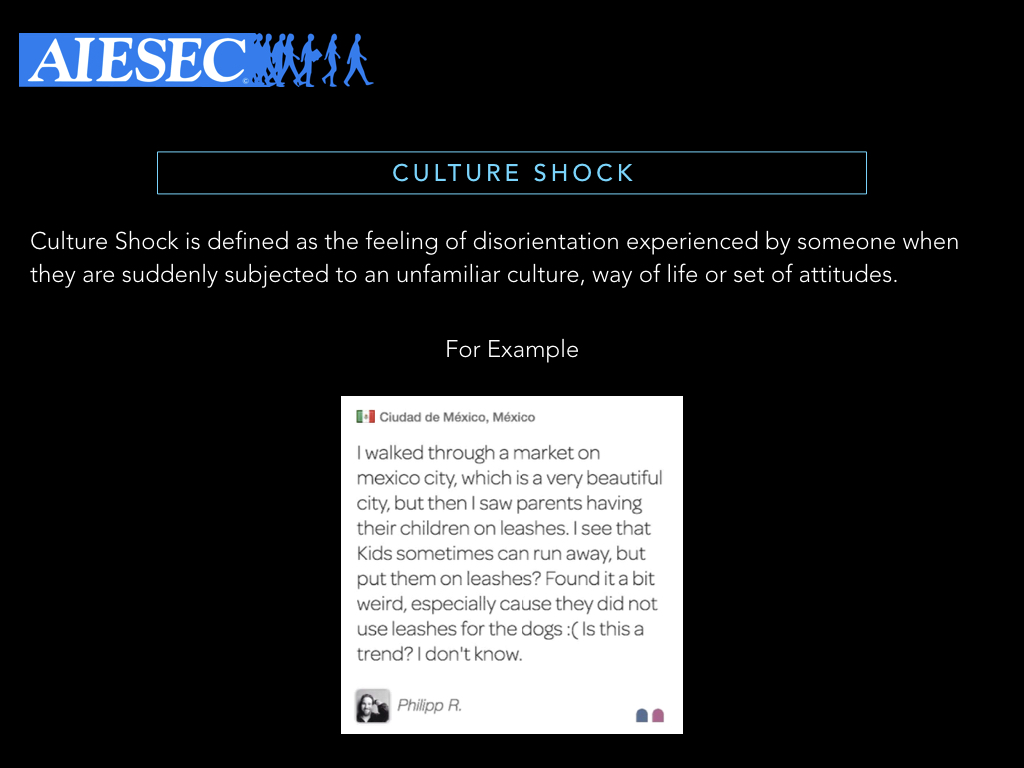 AIESEC ©
CULTURE SHOCK
Culture Shock is defined as the feeling of disorientation experienced by someone when
they are suddenly subjected to an unfamiliar culture, way of life or set of attitudes.
For Example
Ciudad de México, México
I walked through a market on
mexico city, which is a very beautiful
city, but then I saw parents having
their children on leashes. I see that
Kids sometimes can run away, but
put them on leashes? Found it a bit
weird, especially cause they did not
use leashes for the dogs :( Is this a
trend? I don't know.
Philipp R.